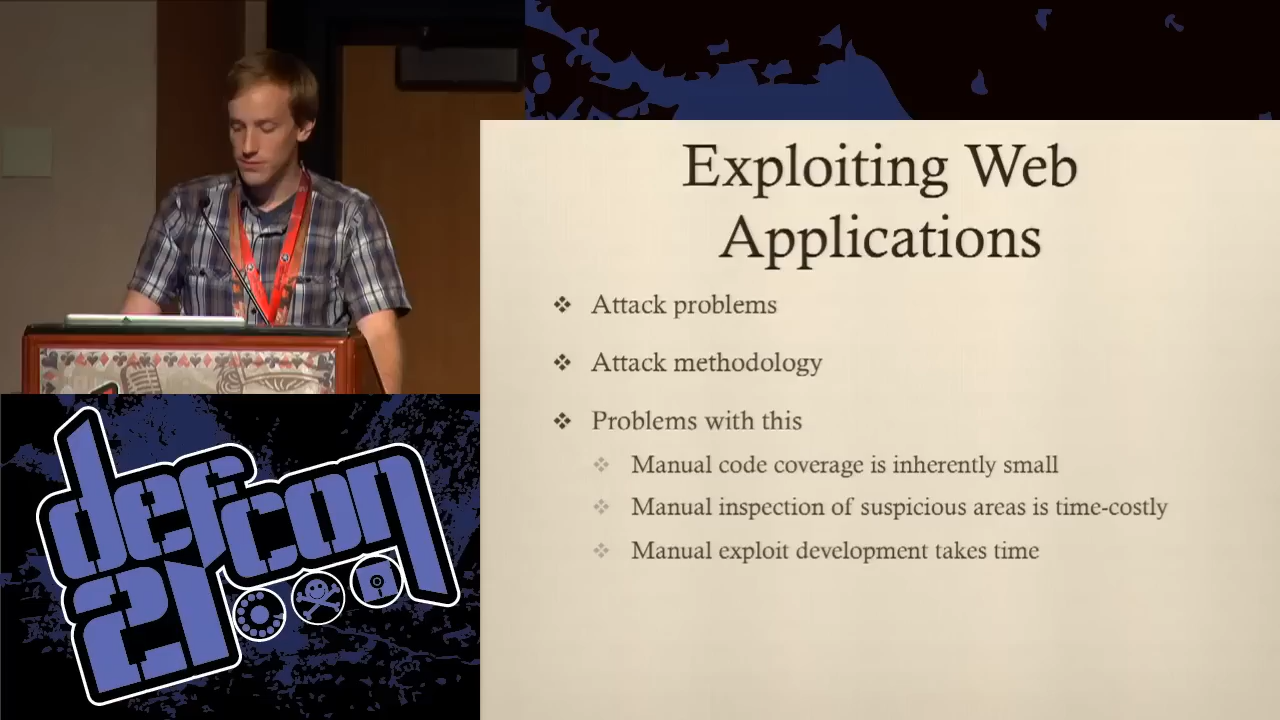 Exploiting Web
Applications
Attack problems
Attack methodology
Problems with this
Manual code coverage is inherently small
Manual inspection of suspicious areas is time-costly
Manual exploit development takes time
defcon
21